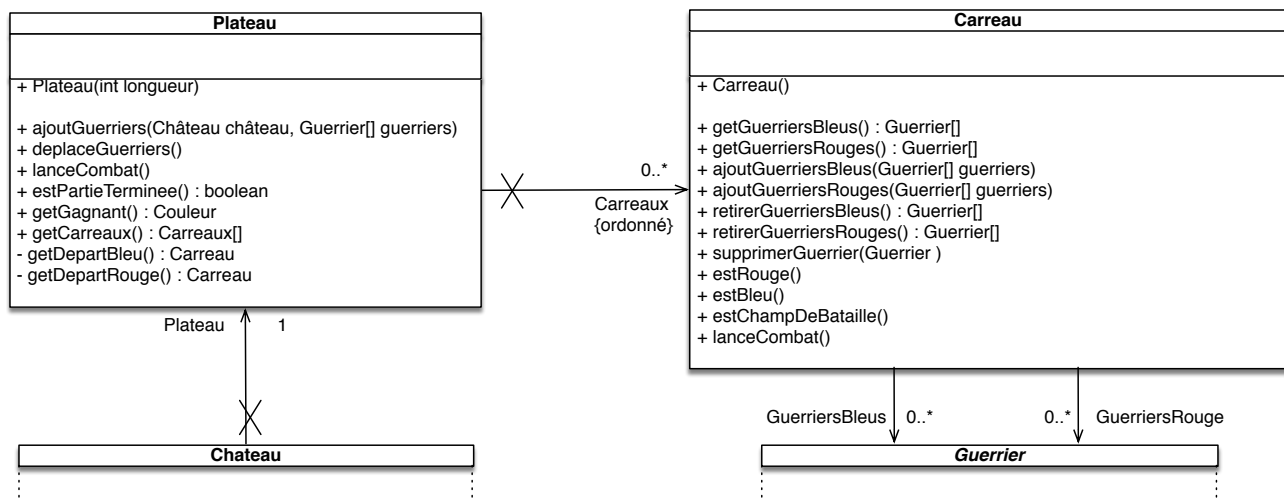 Plateau
+ Plateau(int longueur)
+ ajoutGuerriers(Château château, Guerrier[] guerriers)
+ deplaceGuerriers()
+ lanceCombat()
+ estPartieTerminee() : boolean
+ getGagnant() : Couleur
+ getCarreaux() : Carreaux[]
- getDepartBleu() : Carreau
- getDepartRouge() : Carreau
0..*
Carreaux
{ordonné}
Carreau
+ Carreau()
+ getGuerriersBleus() : Guerrier[]
+ getGuerriersRouges() : Guerrier[]
+ ajoutGuerriersBleus(Guerrier[] guerriers)
+ ajoutGuerriersRouges(Guerrier[] guerriers)
+ retirerGuerriersBleus() : Guerrier[]
+ retirerGuerriersRouges() : Guerrier[]
+ supprimerGuerrier(Guerrier )
+ estRouge()
+ estBleu()
+ estChampDeBataille()
+ lanceCombat()
Plateau 1
Chateau
GuerriersBleus 0..* 0..* GuerriersRouge
Guerrier